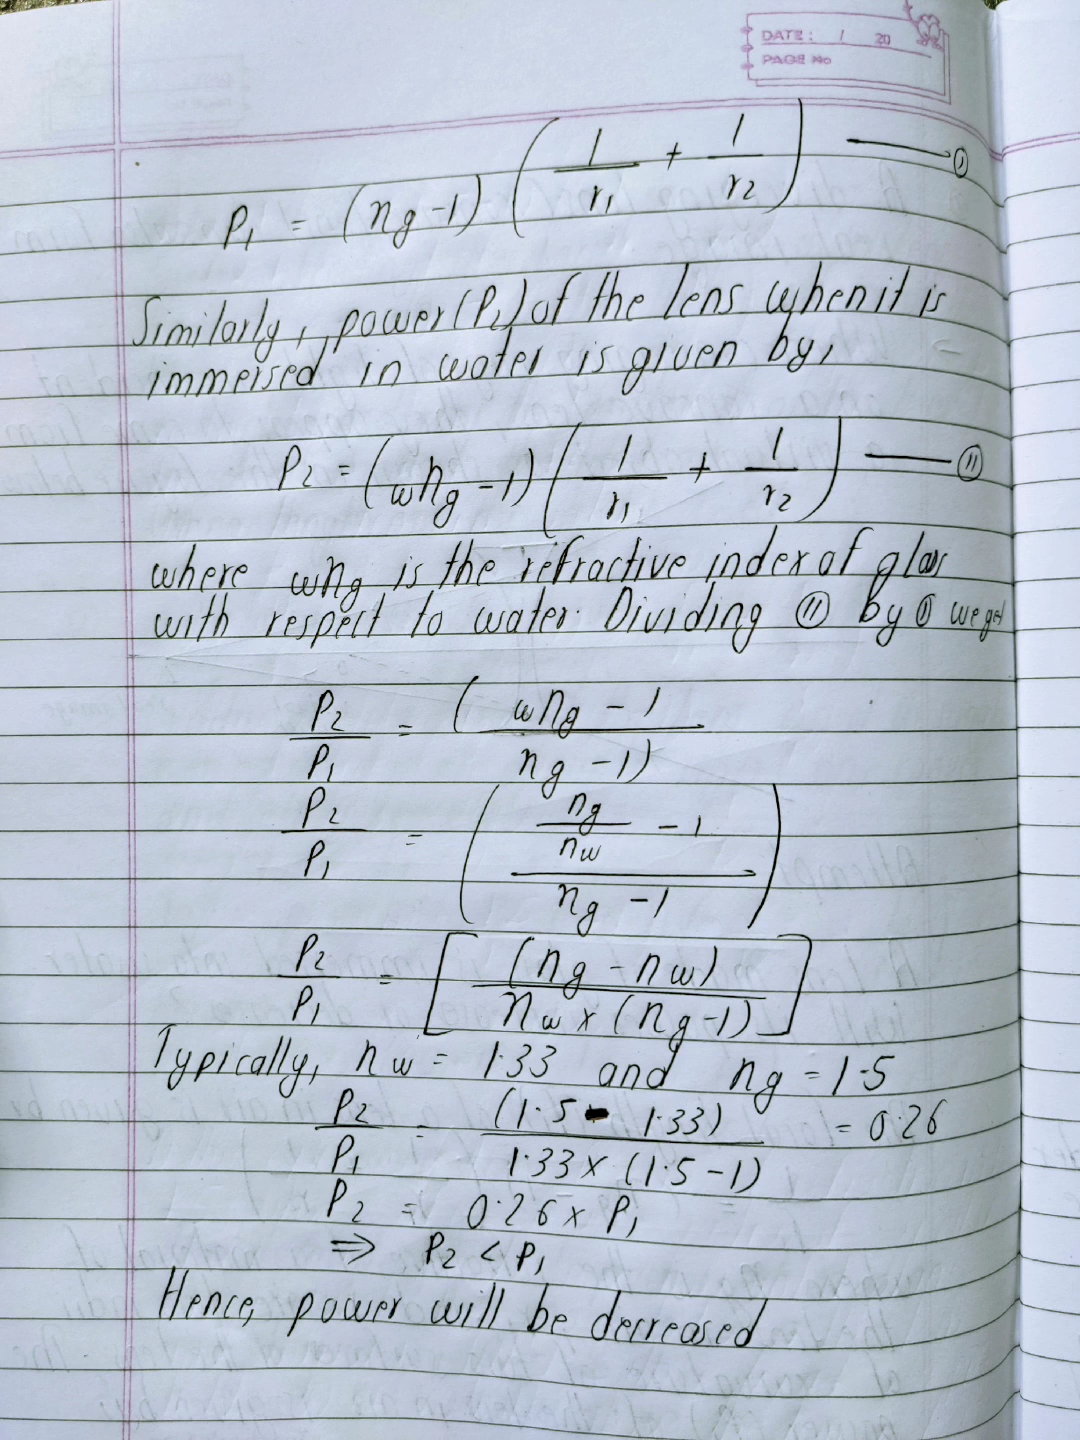 DATE: / 20
PAGE No
P₁ = (ng - 1) (1/r₁ + 1/r₂) —— ①
Similarly, power (P₂) of the lens when it is
immersed in water is given by,
P₂ = (wng - 1) (1/r₁ + 1/r₂) —— ⑪
where wng is the refractive index of glass
with respect to water. Dividing ⑪ by ① we get
P₂/P₁ = (wng - 1 / ng - 1)
P₂/P₁ = (ng/nw - 1 / ng - 1)
P₂/P₁ = [(ng - nw) / nw x (ng - 1)]
Typically, nw = 1.33 and ng = 1.5
P₂/P₁ = (1.5 - 1.33) / 1.33 x (1.5 - 1) = 0.26
P₂ = 0.26 x P₁
⇒ P₂ < P₁
Hence, power will be decreased